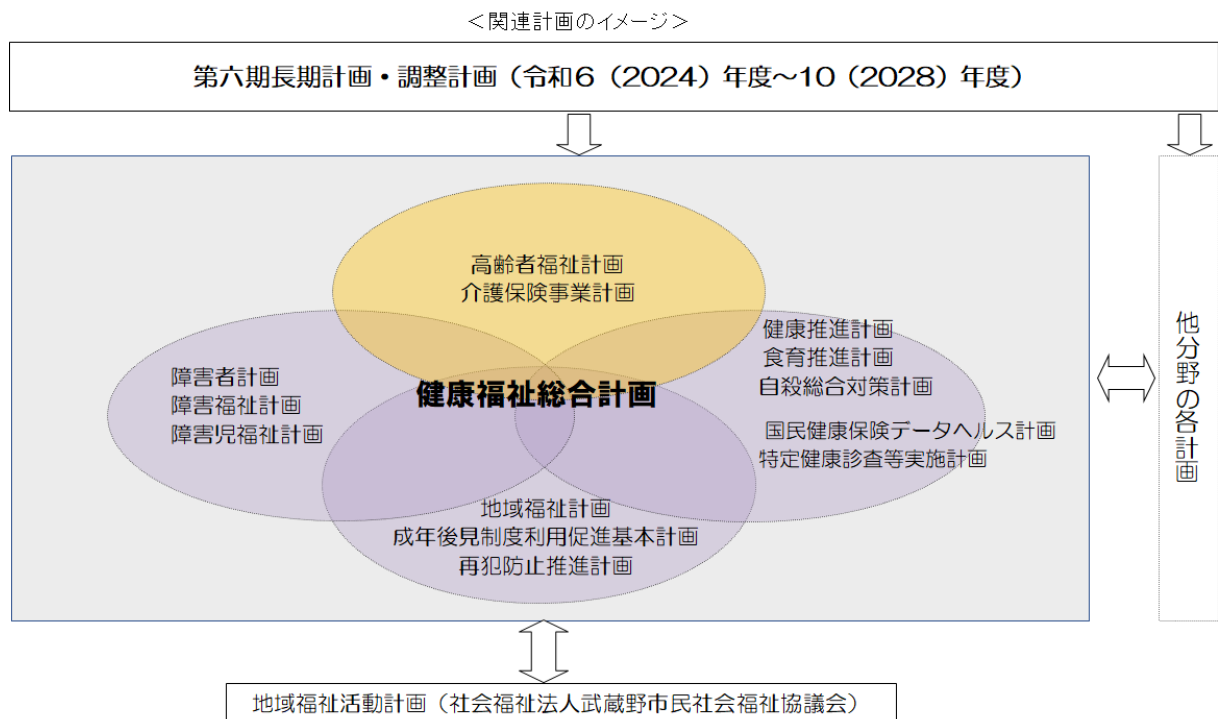 ＜関連計画のイメージ＞
第六期長期計画・調整計画（令和６（2024）年度～10（2028）年度）
高齢者福祉計画
介護保険事業計画
障害者計画
障害福祉計画
障害児福祉計画
健康福祉総合計画
健康推進計画
食育推進計画
自殺総合対策計画
国民健康保険データヘルス計画
特定健康診査等実施計画
地域福祉計画
成年後見制度利用促進基本計画
再犯防止推進計画
他分野の各計画
地域福祉活動計画（社会福祉法人武蔵野市民社会福祉協議会）